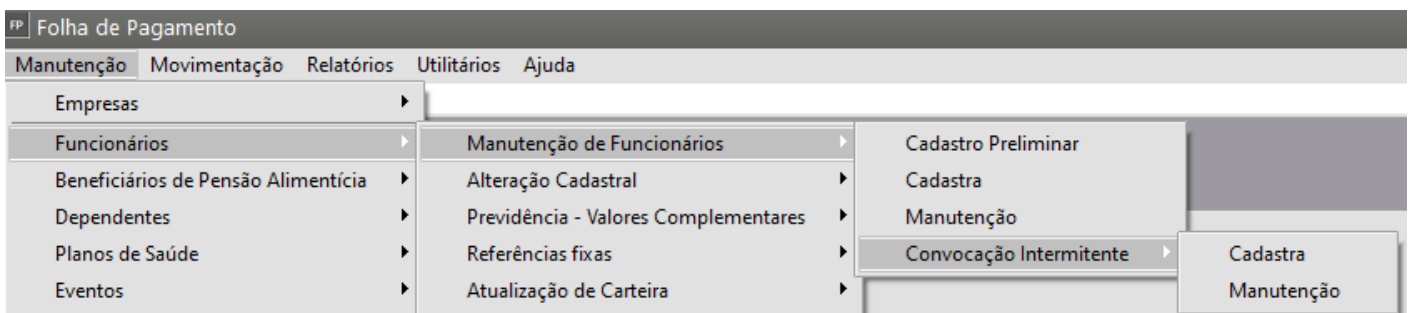 FP Folha de Pagamento
Manutenção Movimentação Relatórios Utilitários Ajuda
Empresas
Funcionários Manutenção de Funcionários Cadastro Preliminar
Beneficiários de Pensão Alimentícia Alteração Cadastral Cadastra
Dependentes Previdência - Valores Complementares Manutenção
Planos de Saúde Referências fixas Convocação Intermitente Cadastra
Eventos Atualização de Carteira Manutenção